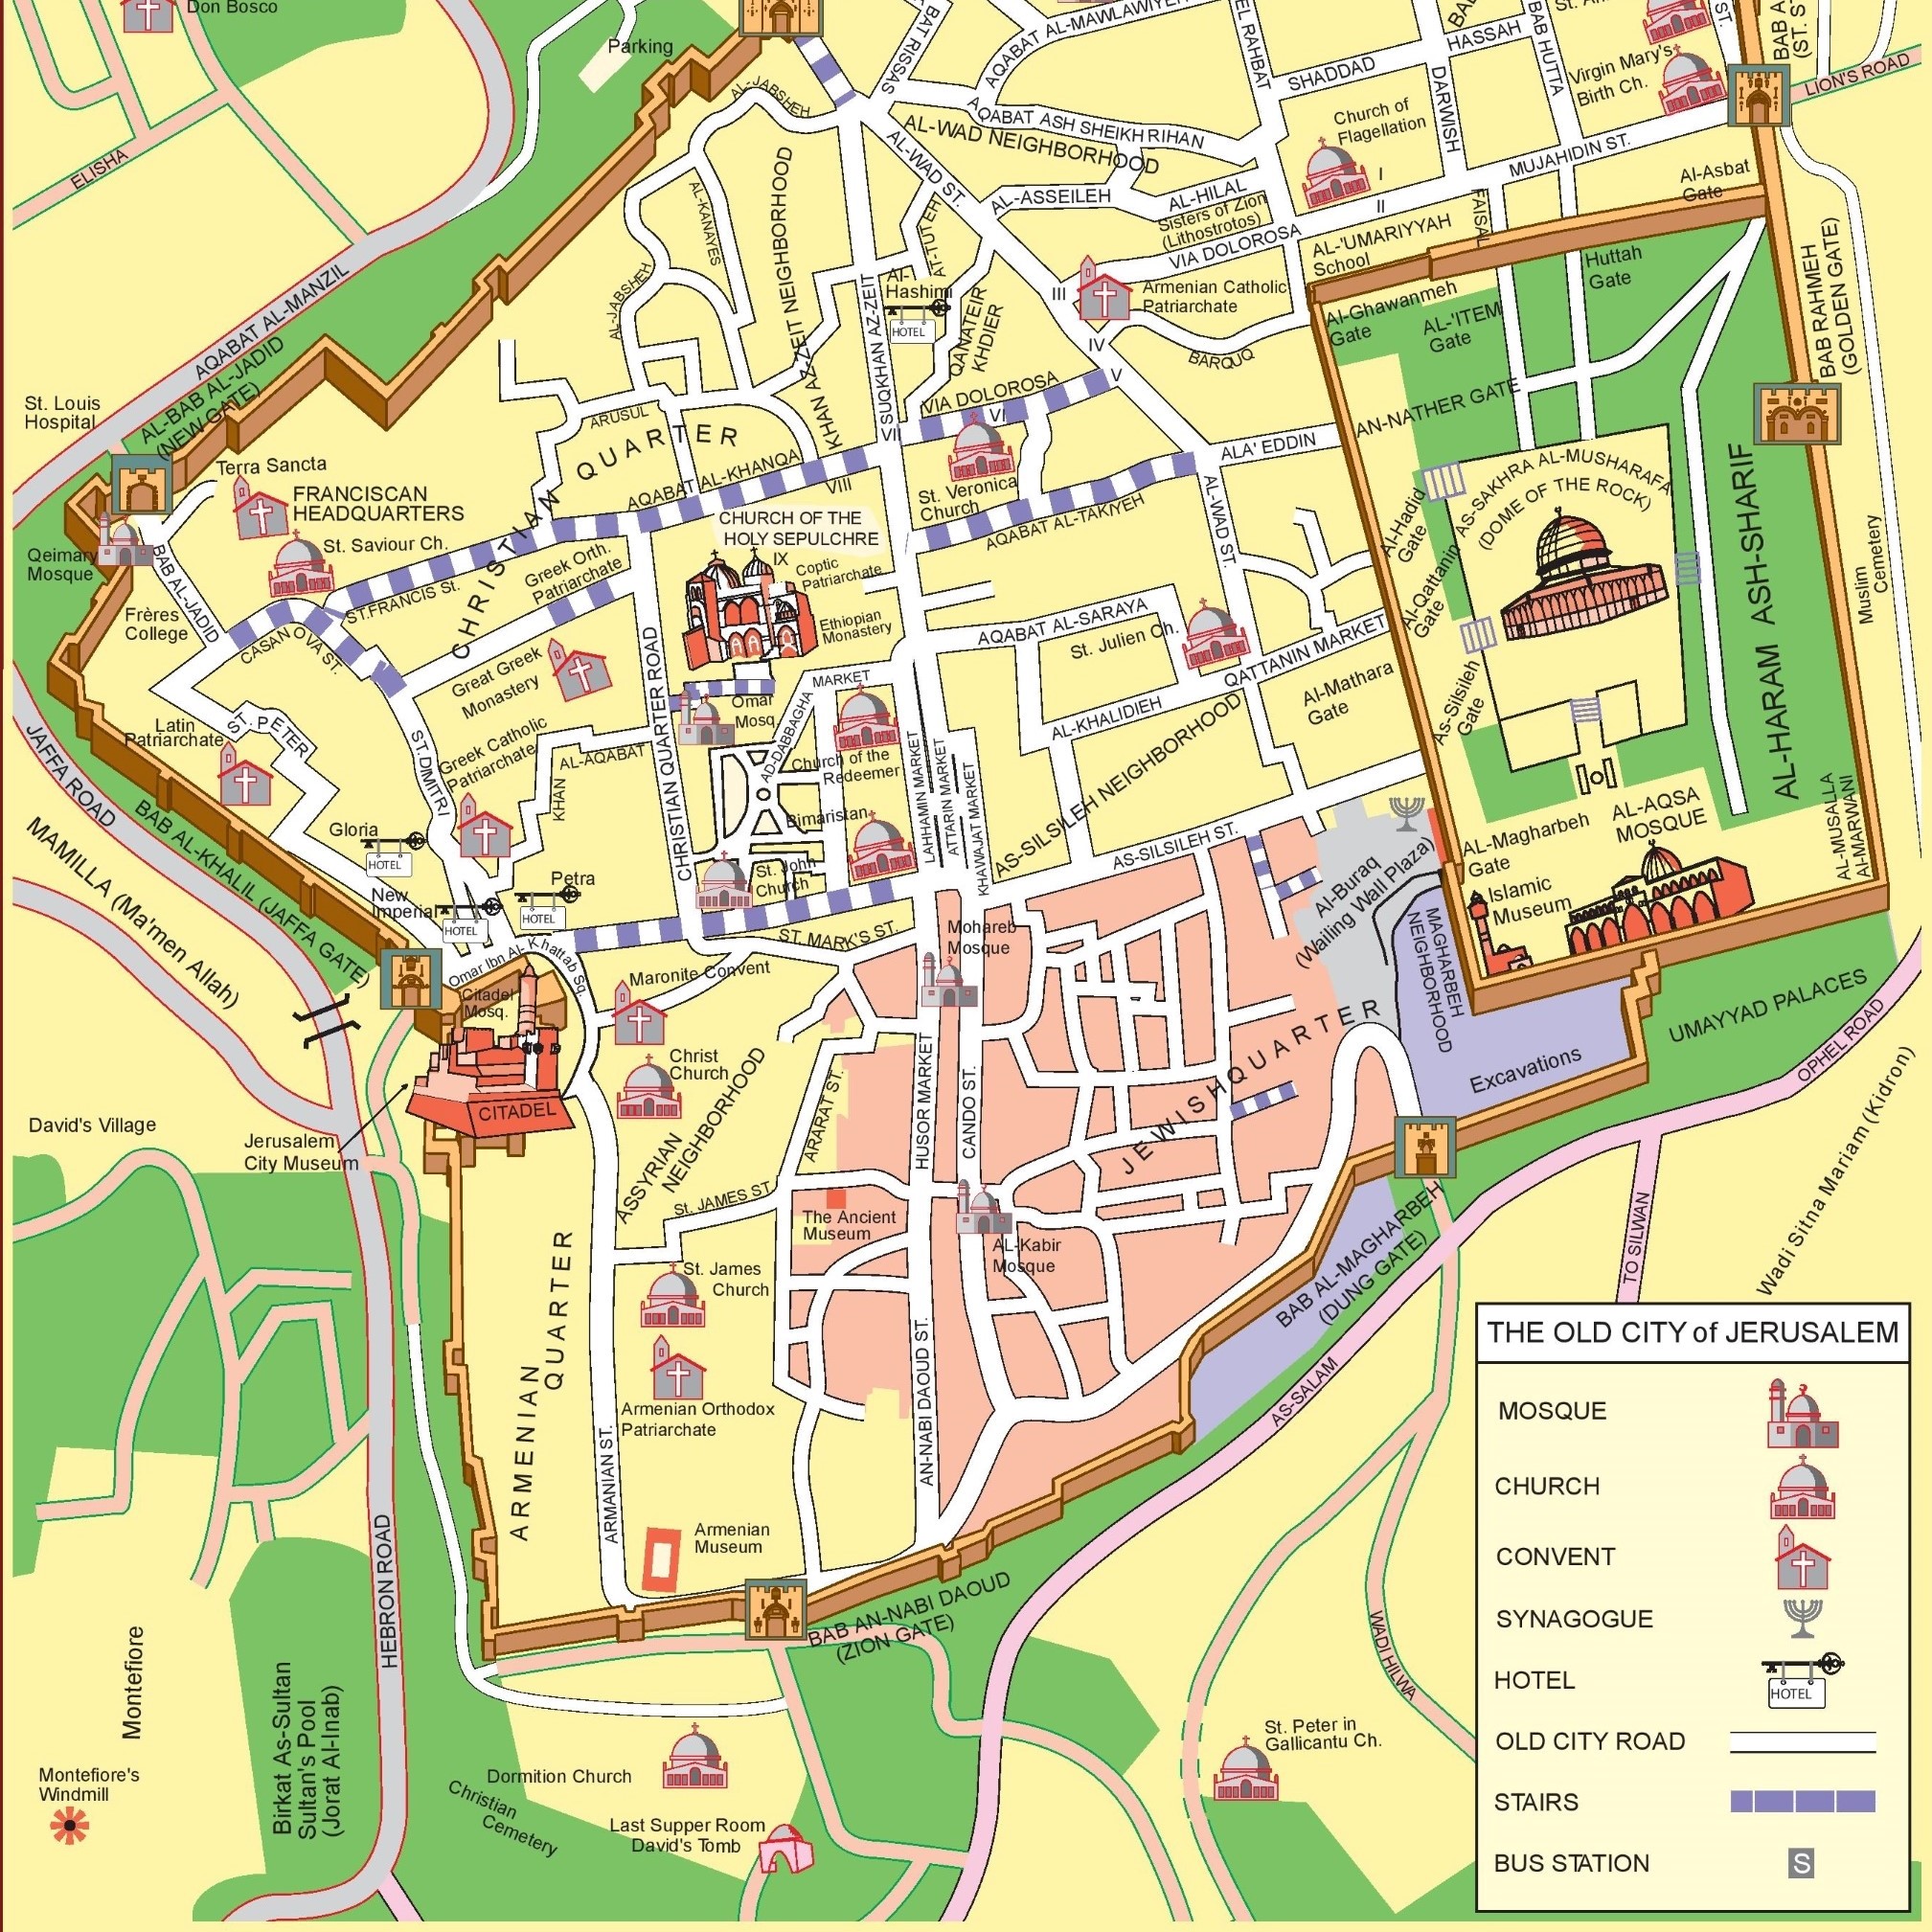 Don Bosco
Parking
ELISHA
AQABAT AL-MANZIL
AL-BAB AL-JADID
(NEW GATE)
St. Louis
Hospital
AL-JABSHEH
AL-KANAYES
AL-JABSHEH
KHAN AZ-ZEIT NEIGHBORHOOD
BAT RISSAS
AQABAT AL-MAWLAWIYEH
EL RAHBAT
AQABAT ASH SHEIKH RIHAN
AL-WAD NEIGHBORHOOD
AL-WAD ST.
SHADDAD
HASSAH
DARWISH
BAB HUTTA
Virgin Mary's
Birth Ch.
LION'S ROAD
Church of
Flagellation
I
II
MUJAHIDIN ST.
Al-Asbat
Gate
AL-ASSEILEH
AL-HILAL
Sisters of Zion
(Lithostrotos)
VIA DOLOROSA
AL-'UMARIYYAH
School
FAISAL
Huttah
Gate
BAB RAHMEH
(GOLDEN GATE)
AT-TUTEH
Al-
Hashimi
HOTEL
QANATEIR
KHDIER
SUQKHAN AZ-ZEIT
III
Armenian Catholic
Patriarchate
IV
BARQUQ
V
Al-Ghawanmeh
Gate
AL-'ITEM
Gate
AN-NATHER GATE
VIA DOLOROSA
VI
VII
ARUSUL
CHRISTIAN QUARTER
AQABAT AL-KHANQA
VIII
St. Veronica
Church
ALA' EDDIN
AQABAT AL-TAKIYEH
Terra Sancta
FRANCISCAN
HEADQUARTERS
St. Saviour Ch.
Qeimary
Mosque
BAB AL-JADID
Frères
College
CASANOVA ST.
ST.FRANCIS St.
Greek Orth.
Patriarchate
CHURCH OF THE
HOLY SEPULCHRE
IX
Coptic
Patriarchate
Ethiopian
Monastery
AL-WAD ST.
Al-Hadid
Gate
Al-Qattanin
Gate
AS-SAKHRA AL-MUSHARAFA
(DOME OF THE ROCK)
AL-HARAM ASH-SHARIF
Muslim
Cemetery
AQABAT AL-SARAYA
St. Julien Ch.
QATTANIN MARKET
Al-Mathara
Gate
As-Silsileh
Gate
AL-KHALIDIEH
Great Greek
Monastery
CHRISTIAN QUARTER ROAD
Omar
Mosq.
MARKET
AD-DABBAGHA
Church of the
Redeemer
Latin
Patriarchate
ST. PETER
ST.DIMITRI
Greek Catholic
Patriarchate
AL-AQABAT
KHAN
LAHHAMIN MARKET
ATTARIN MARKET
KHAWAJAT MARKET
AS-SILSILEH NEIGHBORHOOD
AS-SILSILEH ST.
Bimaristan
St. John
Church
JAFFA ROAD
BAB AL-KHALIL (JAFFA GATE)
MAMILLA (Ma'men Allah)
Gloria
HOTEL
New
Imperial
HOTEL
Petra
HOTEL
Omar Ibn Al-Khattab Sq.
ST. MARK'S ST.
Mohareb
Mosque
Al-Buraq
(Wailing Wall Plaza)
MAGHARBEH
NEIGHBORHOOD
Al-Magharbeh
Gate
AL-AQSA
MOSQUE
Islamic
Museum
AL-MUSALLA
Al-MARWANI
Citadel
Mosq.
CITADEL
Maronite Convent
Christ
Church
ASSYRIAN
NEIGHBORHOOD
ARARAT ST.
HUSOR MARKET
CANDO ST.
JEWISH QUARTER
Excavations
UMAYYAD PALACES
OPHEL ROAD
David's Village
Jerusalem
City Museum
St. JAMES ST.
The Ancient
Museum
AL-Kabir
Mosque
BAB AL-MAGHARBEH
(DUNG GATE)
TO SILWAN
Wadi Sitna Mariam (Kidron)
ARMENIAN
QUARTER
St. James
Church
Armenian Orthodox
Patriarchate
ARMANIAN ST.
AN-NABI DAOUD ST.
AS-SALAM
Armenian
Museum
BAB AN-NABI DAOUD
(ZION GATE)
HEBRON ROAD
WADI HILWA
Montefiore
Montefiore's
Windmill
Birkat As-Sultan
Sultan's Pool
(Jorat Al-Inab)
Dormition Church
Christian
Cemetery
Last Supper Room
David's Tomb
St. Peter in
Gallicantu Ch.
THE OLD CITY of JERUSALEM
MOSQUE
CHURCH
CONVENT
SYNAGOGUE
HOTEL
HOTEL
OLD CITY ROAD
STAIRS
BUS STATION
S